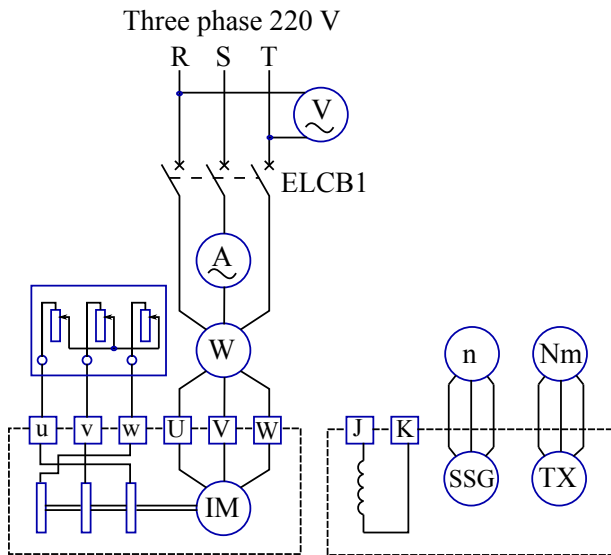 Three phase 220 V
R S T
V
ELCB1
A
W
n Nm
u v w U V W J K
IM SSG TX